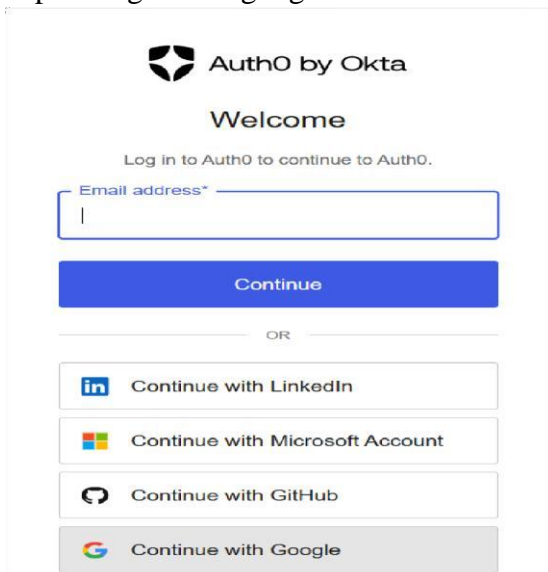 Auth0 by Okta
Welcome
Log in to Auth0 to continue to Auth0.
Email address*
Continue
OR
in Continue with LinkedIn
Continue with Microsoft Account
Continue with GitHub
G Continue with Google